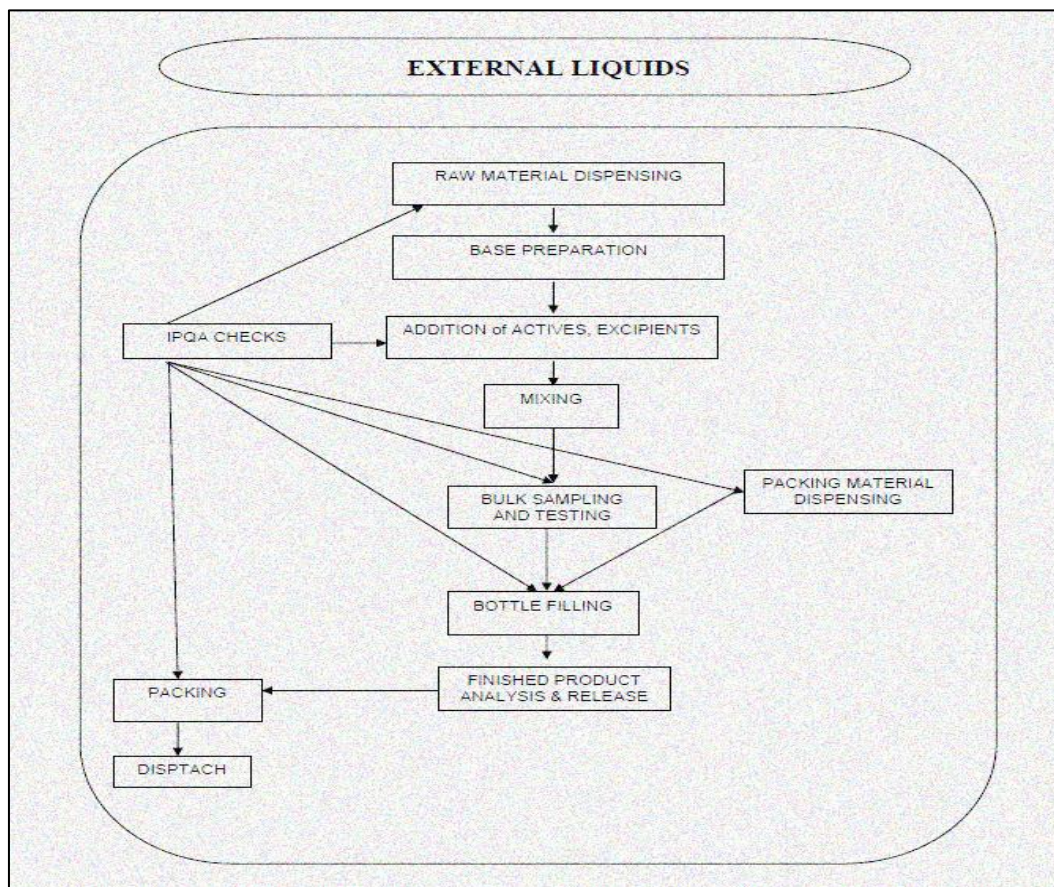 EXTERNAL LIQUIDS
RAW MATERIAL DISPENSING
BASE PREPARATION
IPQA CHECKS
ADDITION of ACTIVES, EXCIPIENTS
MIXING
PACKING MATERIAL
DISPENSING
BULK SAMPLING
AND TESTING
BOTTLE FILLING
FINISHED PRODUCT
ANALYSIS & RELEASE
PACKING
DISPTACH